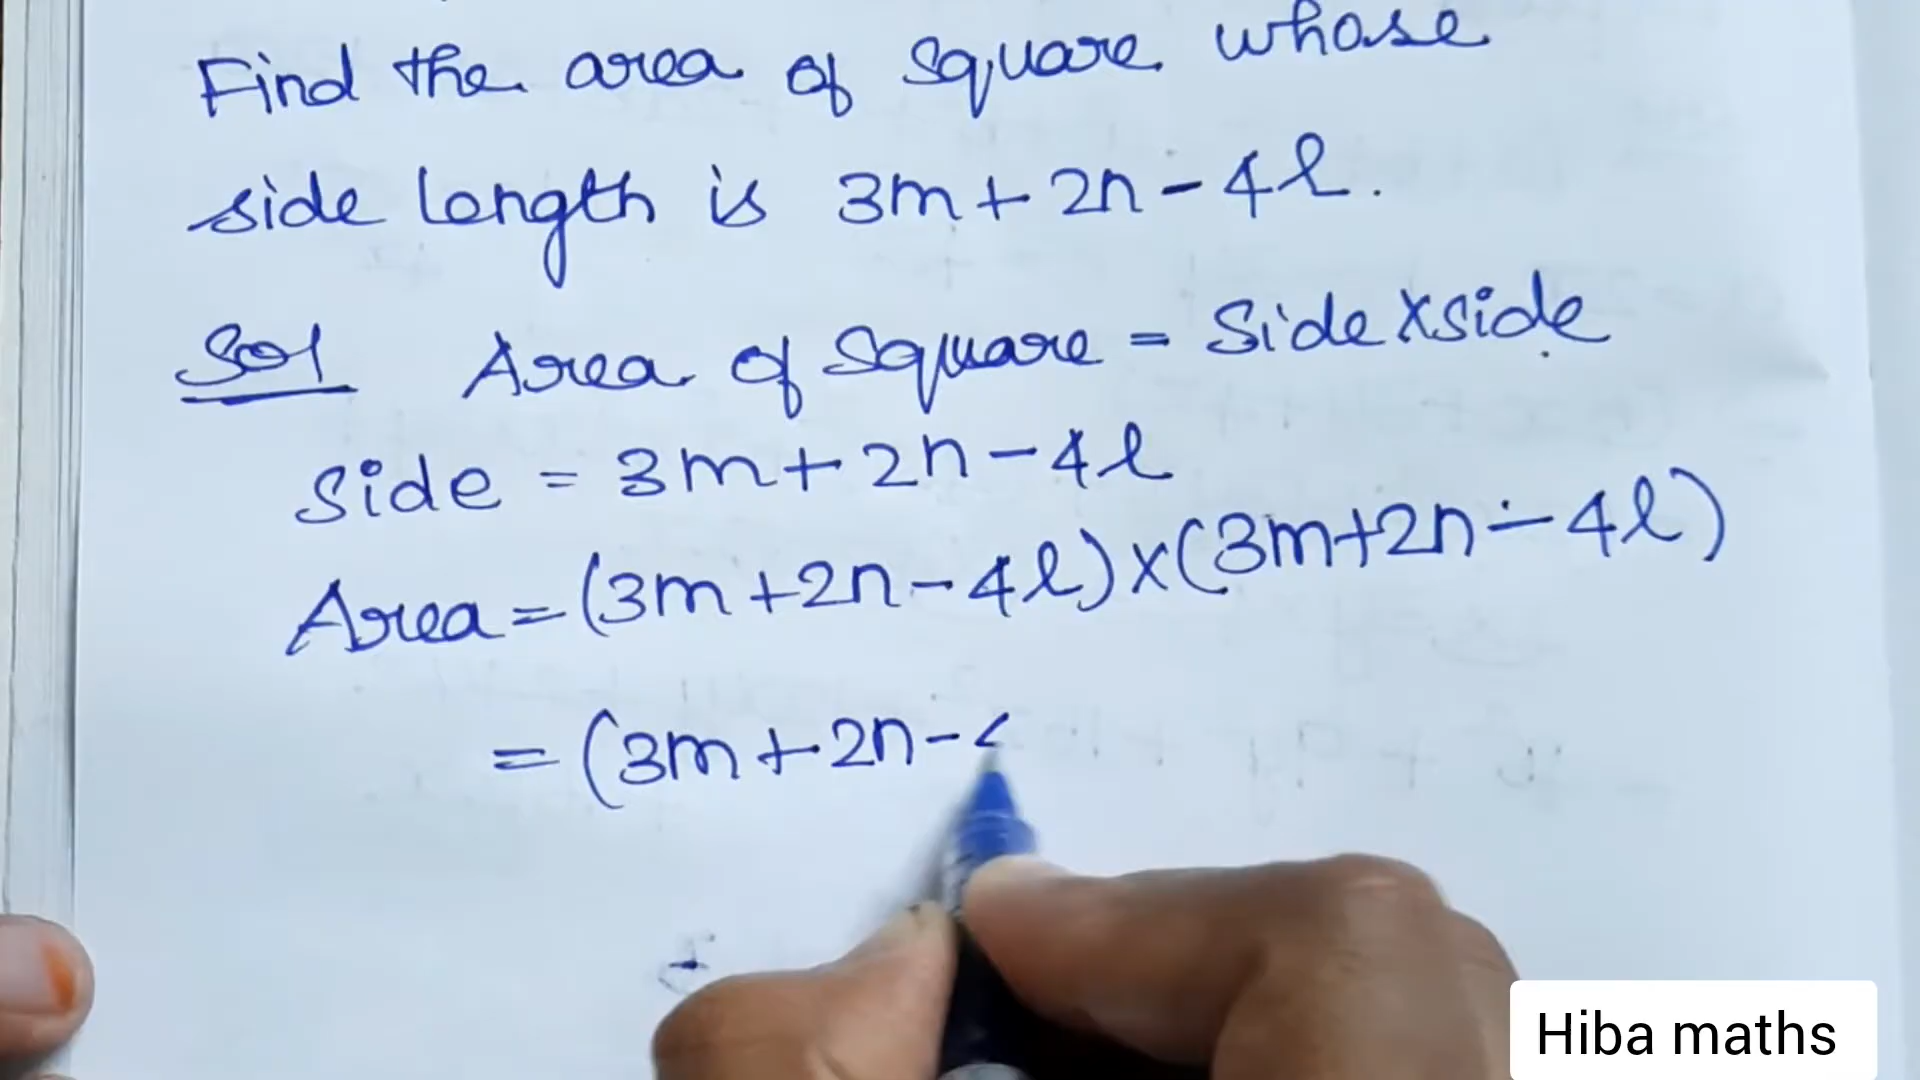 Find the area of square whose
side length is 3m + 2n - 4l.
Sol Area of square = Side x side
side = 3m + 2n - 4l
Area = (3m + 2n - 4l) x (3m + 2n - 4l)
= (3m + 2n -
Hiba maths